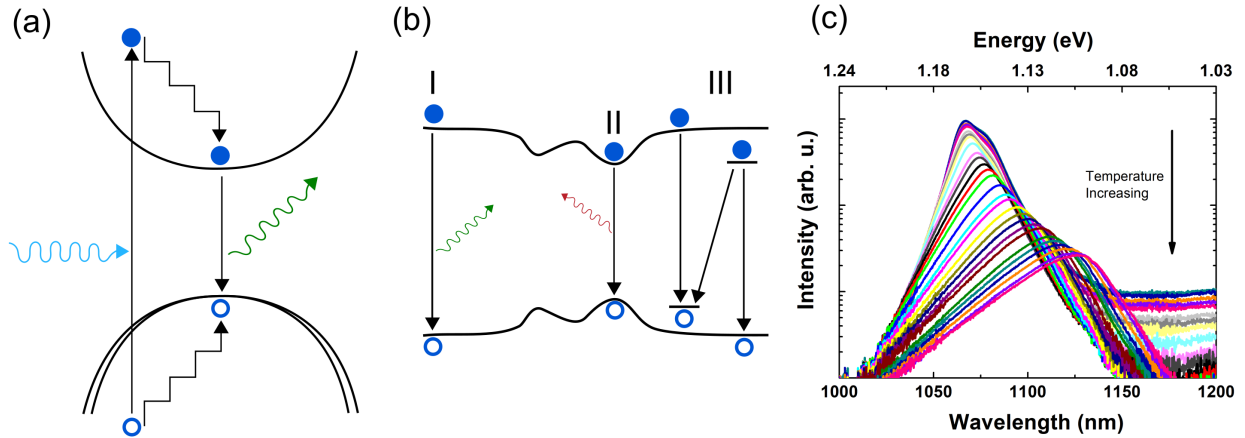 (a)
(b)
I
II
III
(c)
Energy (eV)
1.24 1.18 1.13 1.08 1.03
Intensity (arb. u.)
Temperature
Increasing
1000 1050 1100 1150 1200
Wavelength (nm)